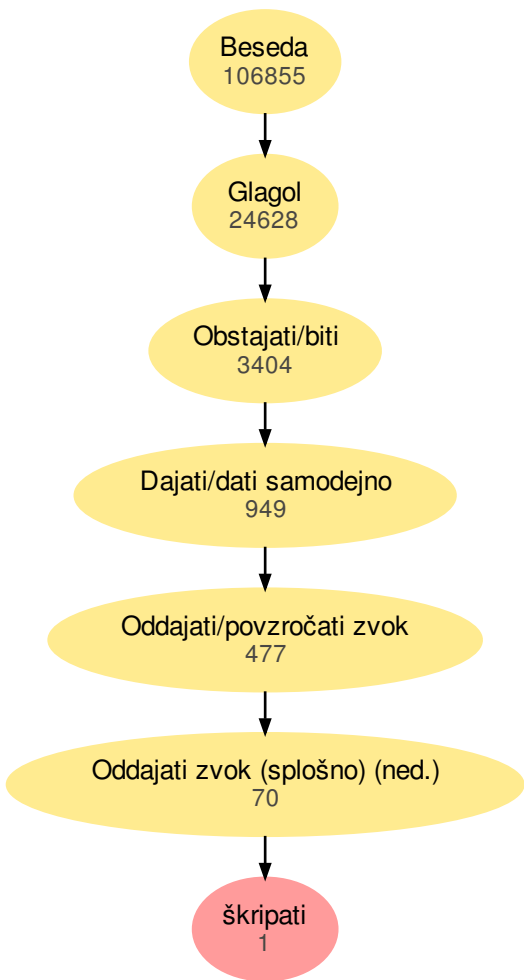 Beseda
106855
Glagol
24628
Obstajati/biti
3404
Dajati/dati samodejno
949
Oddajati/povzročati zvok
477
Oddajati zvok (splošno) (ned.)
70
škripati
1